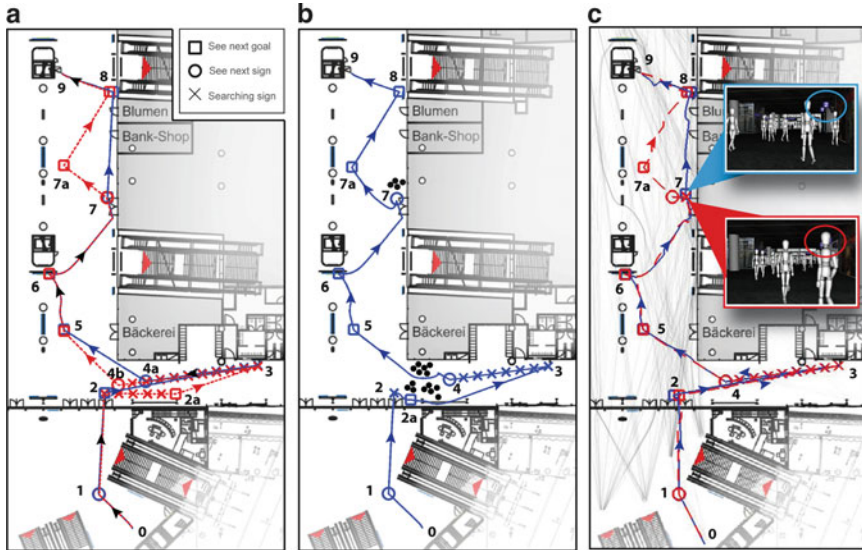 a
See next goal
See next sign
Searching sign
9
8
Blumen
Bank-Shop
7a
7
6
Bäckerei
5
4b
4a
3
2
2a
1
0
b
9
8
Blumen
Bank-Shop
7a
7
6
Bäckerei
5
4
3
2
2a
1
0
c
9
8
Blumen
7a
7
6
Bäckerei
5
4
3
2
1
0